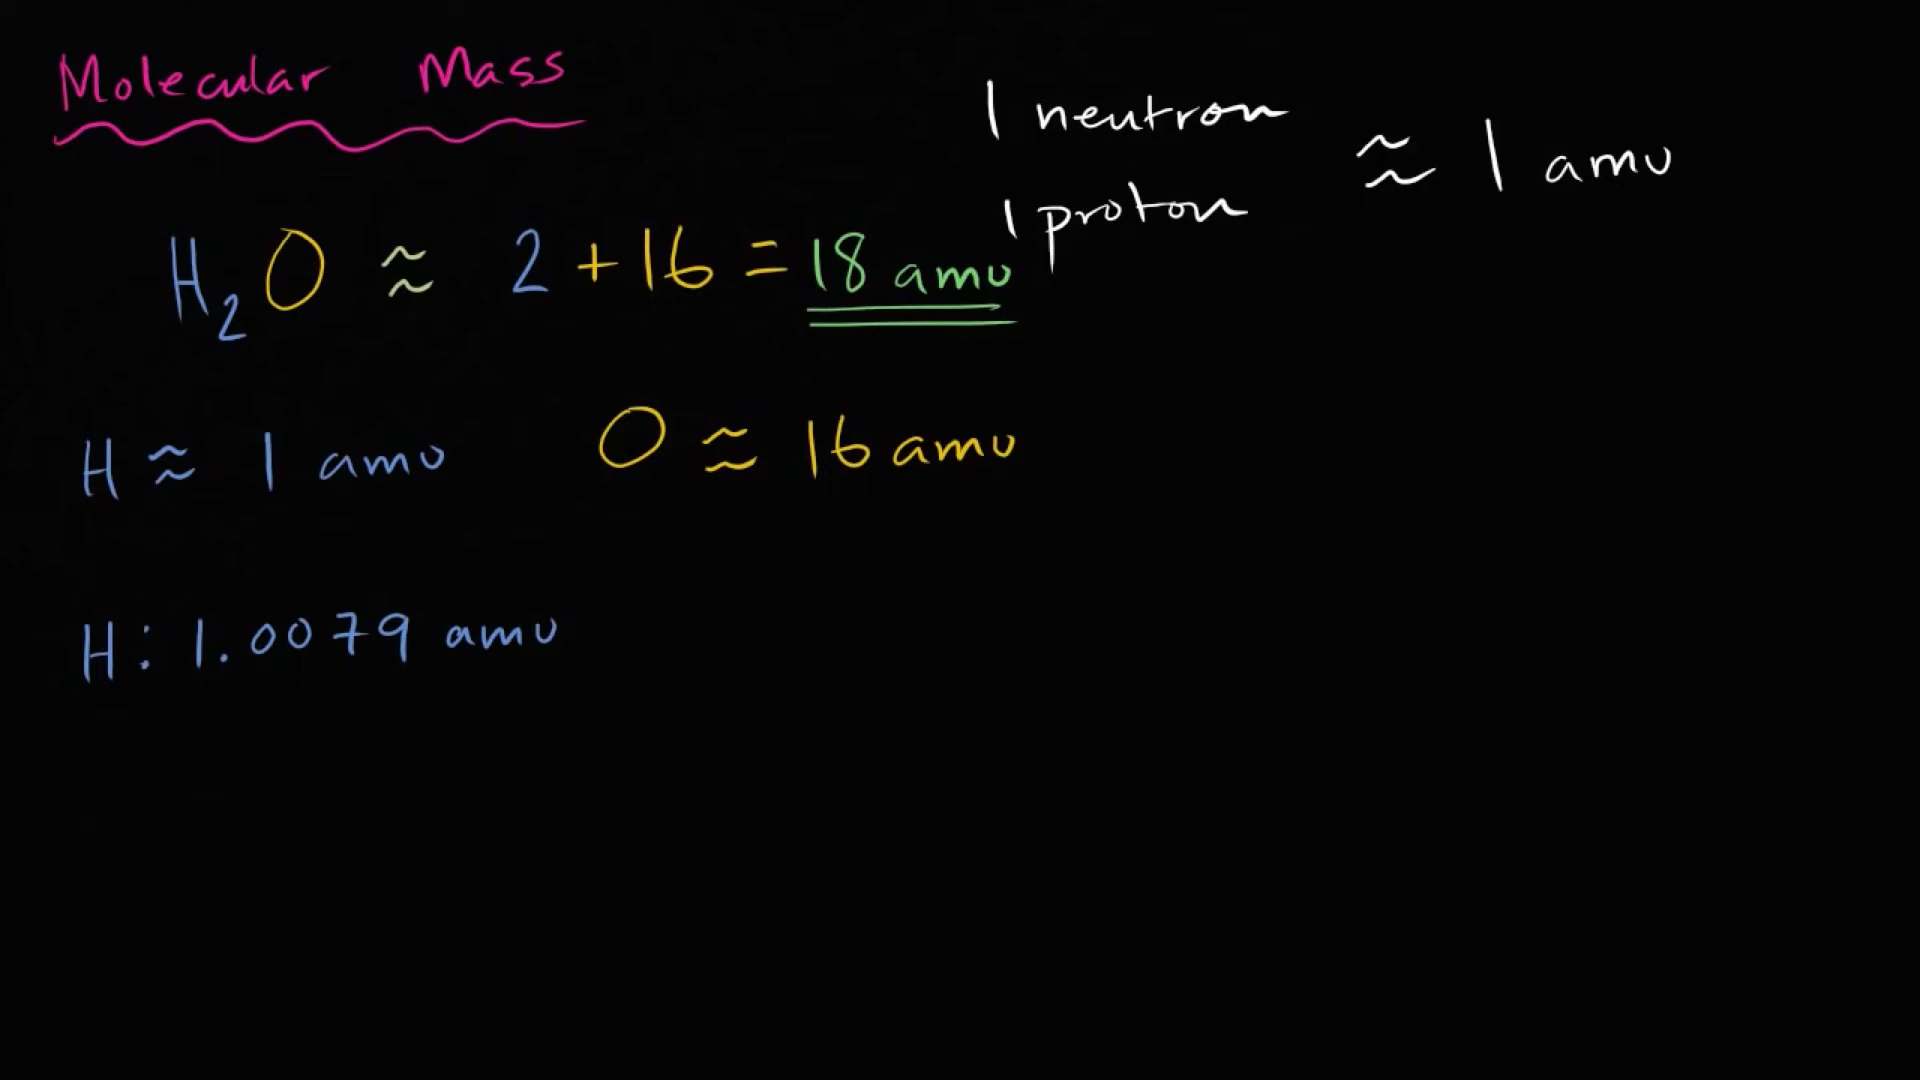 Molecular Mass
1 neutron
1 proton
≈ 1 amu
H₂O ≈ 2 + 16 = 18 amu
H ≈ 1 amu
O ≈ 16 amu
H: 1.0079 amu